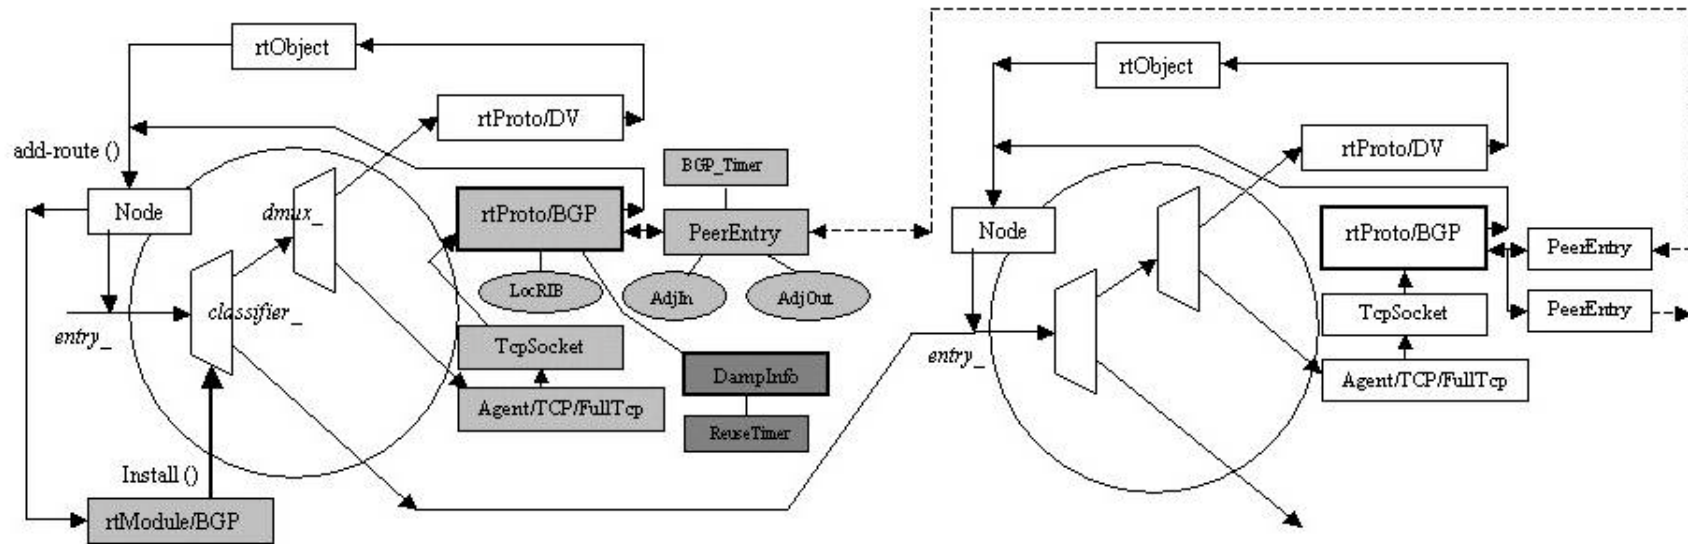 rtObject
rtProto/DV
add-route ()
BGP_Timer
Node
dmux_
rtProto/BGP
PeerEntry
LocRIB
AdjIn
AdjOut
classifier_
entry_
TcpSocket
DampInfo
Agent/TCP/FullTcp
ReuseTimer
Install ()
rtModule/BGP
rtObject
rtProto/DV
Node
rtProto/BGP
PeerEntry
TcpSocket
PeerEntry
entry_
Agent/TCP/FullTcp